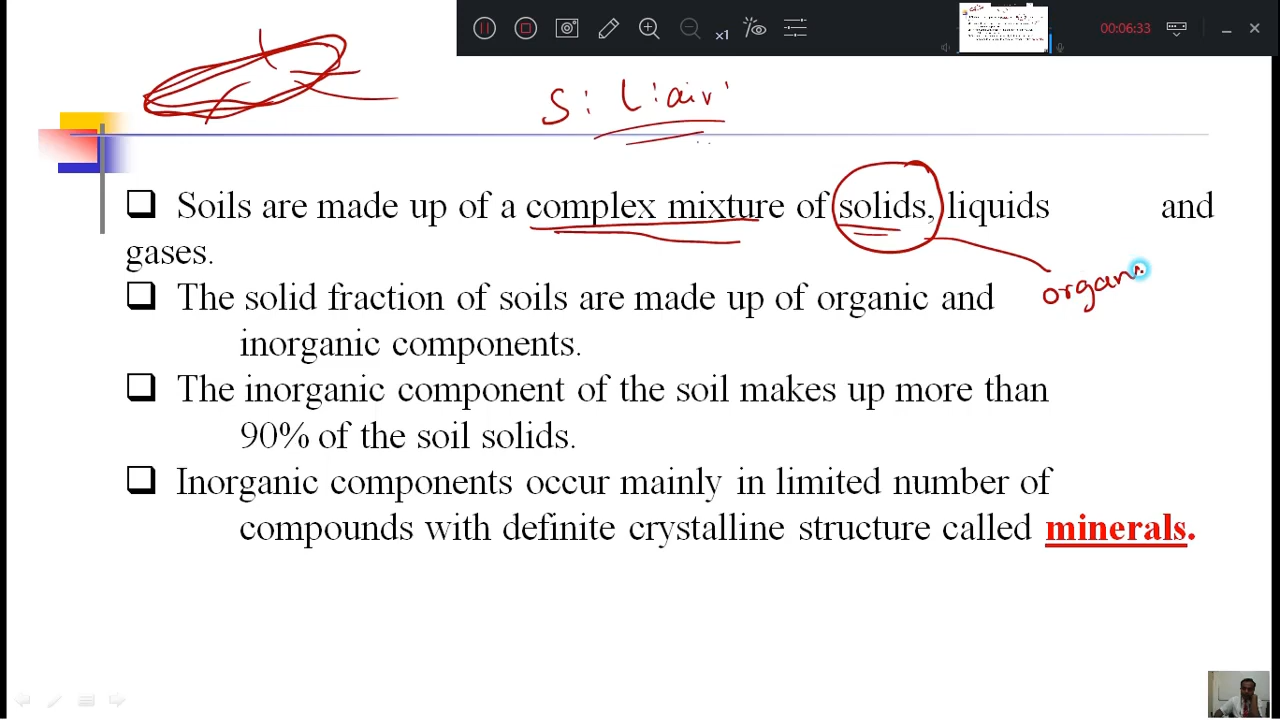 x1
00:06:33
S : L : air
❑ Soils are made up of a complex mixture of solids, liquids and
gases.
organi
❑ The solid fraction of soils are made up of organic and
inorganic components.
❑ The inorganic component of the soil makes up more than
90% of the soil solids.
❑ Inorganic components occur mainly in limited number of
compounds with definite crystalline structure called minerals.